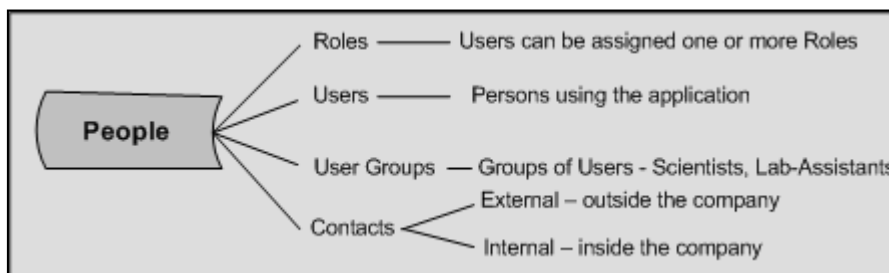 Roles Users can be assigned one or more Roles
Users Persons using the application
People
User Groups Groups of Users - Scientists, Lab-Assistants
External – outside the company
Contacts
Internal – inside the company